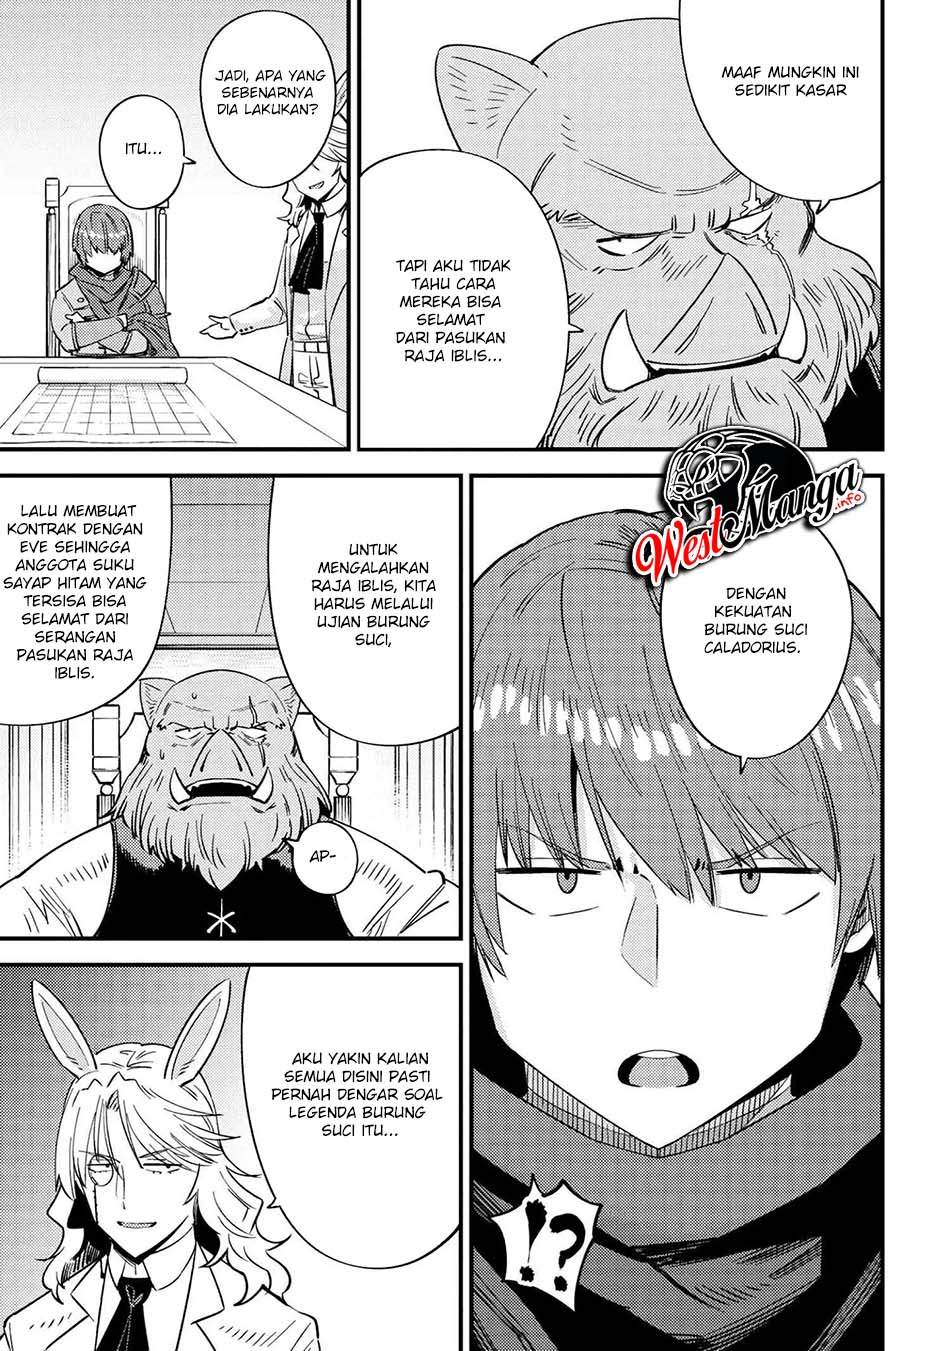 MAAF MUNGKIN INI
SEDIKIT KASAR
TAPI AKU TIDAK
TAHU CARA
MEREKA BISA
SELAMAT
DARI PASUKAN
RAJA IBLIS...
JADI, APA YANG
SEBENARNYA
DIA LAKUKAN?
ITU...
WestManga
.info
DENGAN
KEKUATAN
BURUNG SUCI
CALADORIUS.
!?
UNTUK
MENGALAHKAN
RAJA IBLIS, KITA
HARUS MELALUI
UJIAN BURUNG
SUCI,
LALU MEMBUAT
KONTRAK DENGAN
EVE SEHINGGA
ANGGOTA SUKU
SAYAP HITAM YANG
TERSISA BISA
SELAMAT DARI
SERANGAN
PASUKAN RAJA
IBLIS.
AP-
AKU YAKIN KALIAN
SEMUA DISINI PASTI
PERNAH DENGAR SOAL
LEGENDA BURUNG
SUCI ITU...